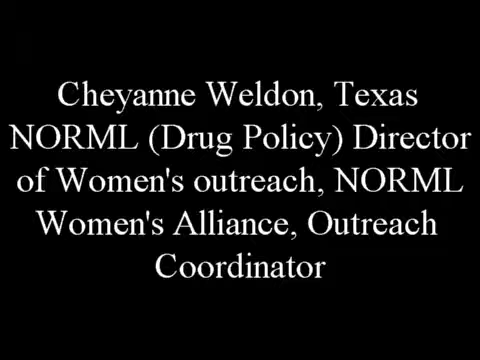 Cheyanne Weldon, Texas
NORML (Drug Policy) Director
of Women's outreach, NORML
Women's Alliance, Outreach
Coordinator